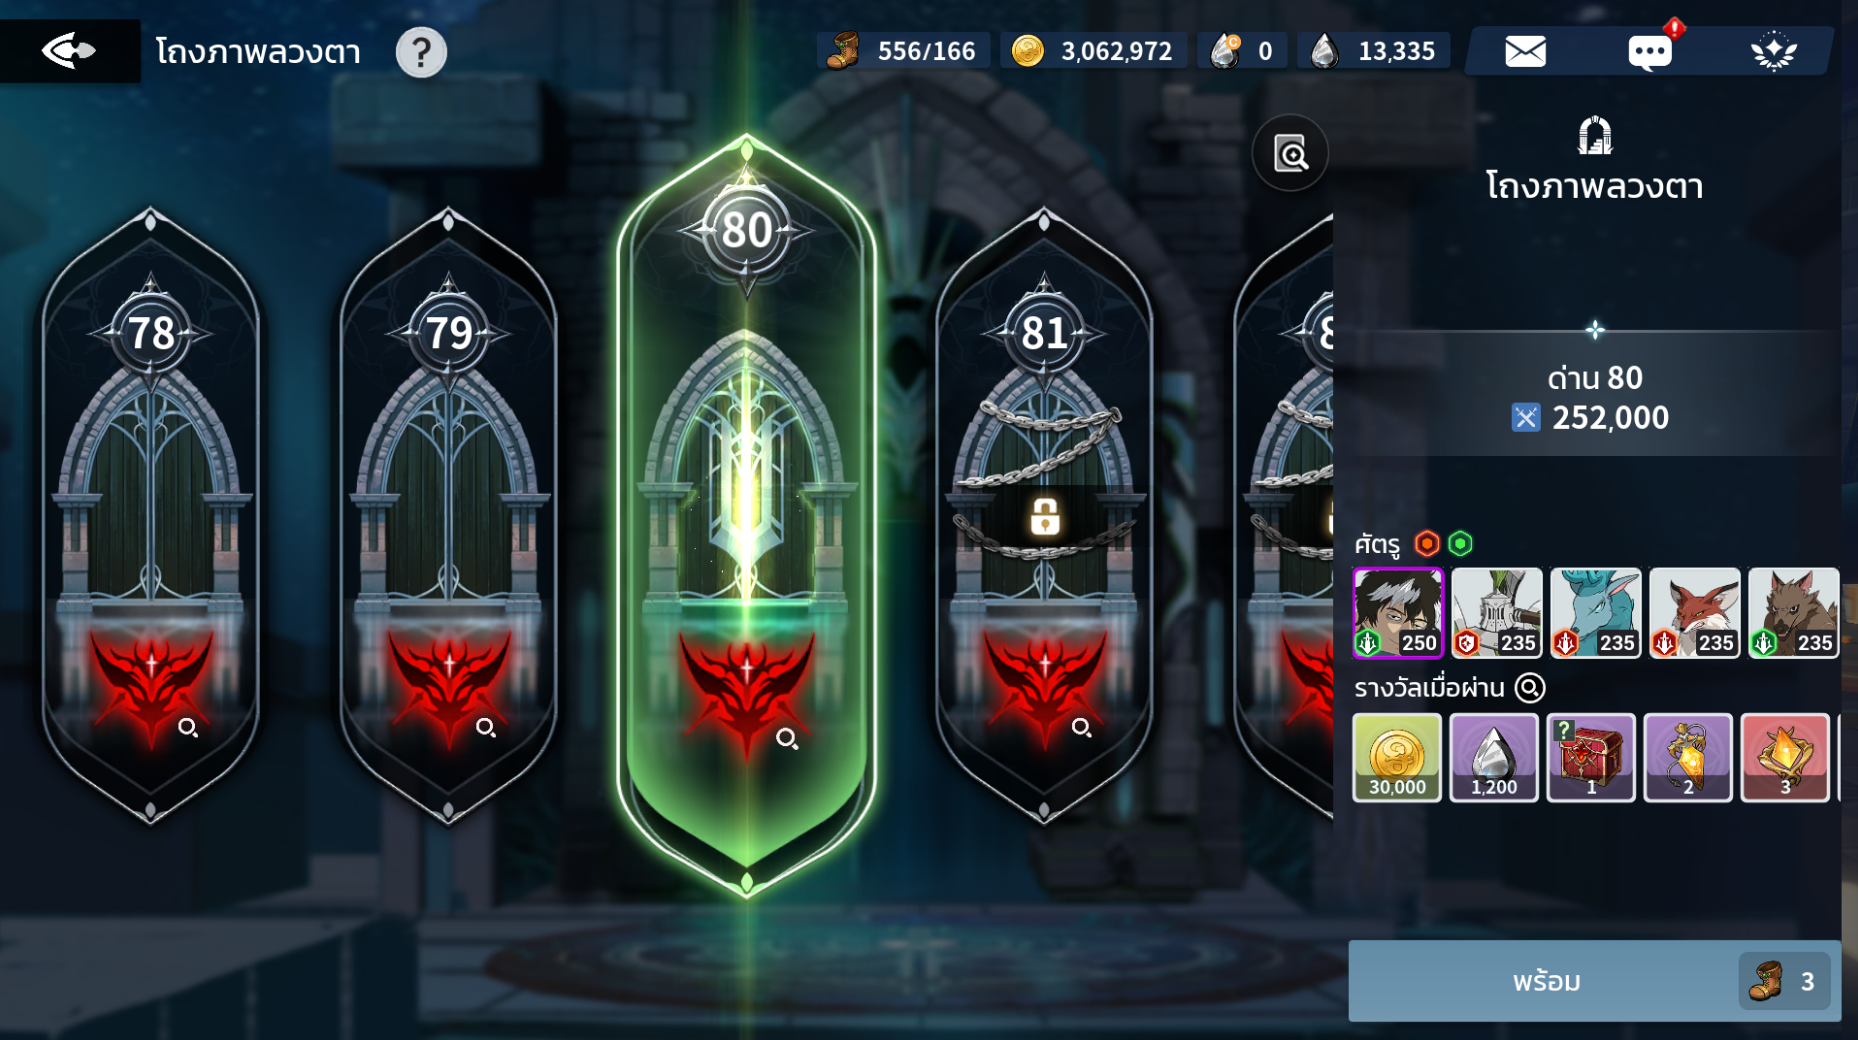 โถงภาพลวงตา ?
556/166 3,062,972 0 13,335
โถงภาพลวงตา
78
79
80
81
ด่าน 80
252,000
ศัตรู
250 235 235 235 235
รางวัลเมื่อผ่าน
30,000 1,200 ? 1 2 3
พร้อม 3